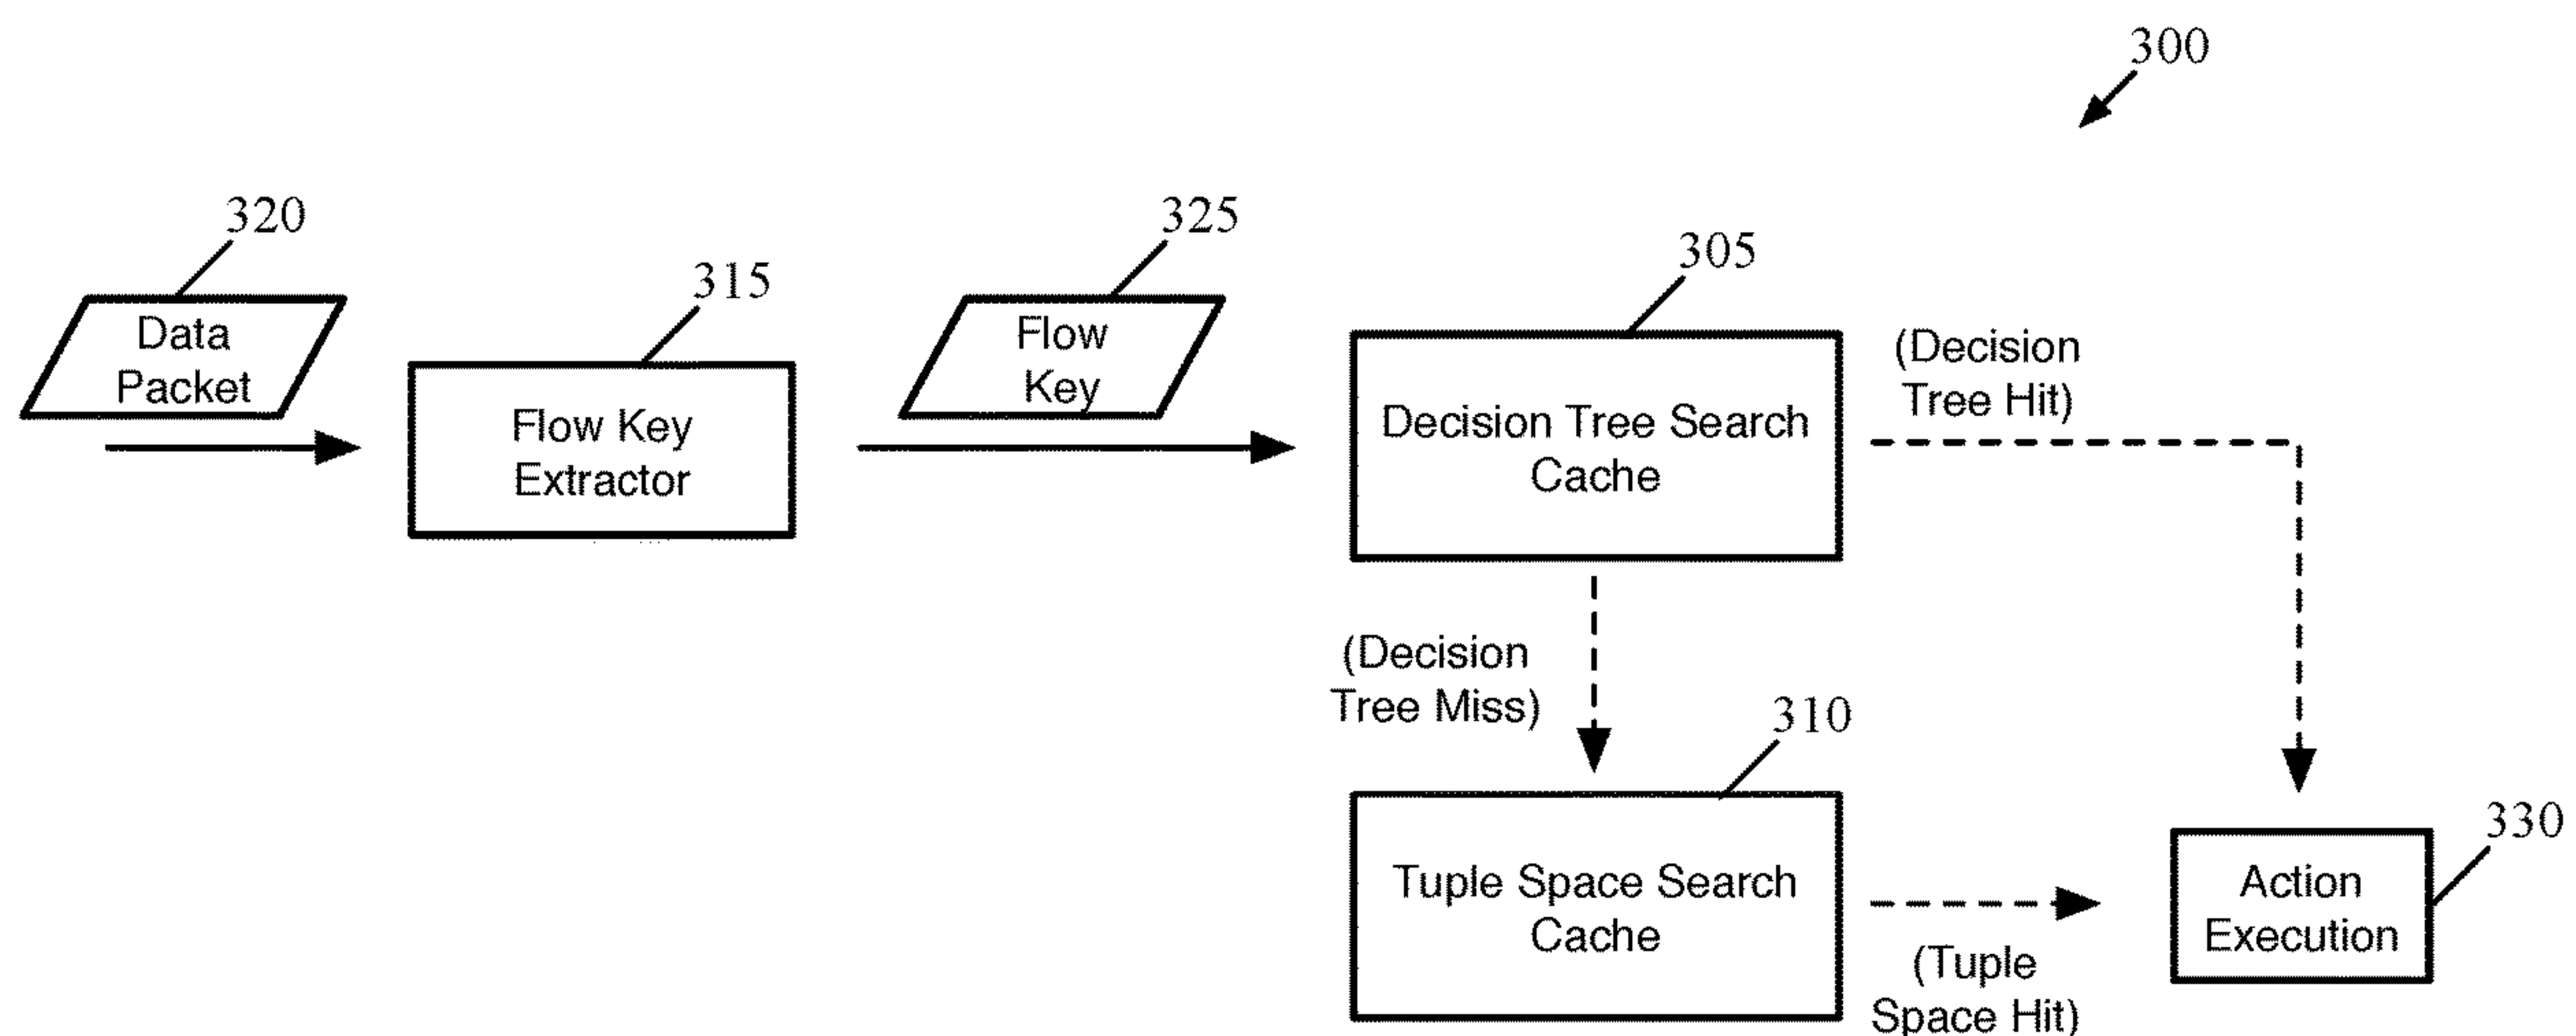 300
320
325
305
315
Data
Packet
Flow
Key
(Decision
Tree Hit)
Flow Key
Extractor
Decision Tree Search
Cache
(Decision
Tree Miss)
310
330
Tuple Space Search
Cache
Action
Execution
(Tuple
Space Hit)